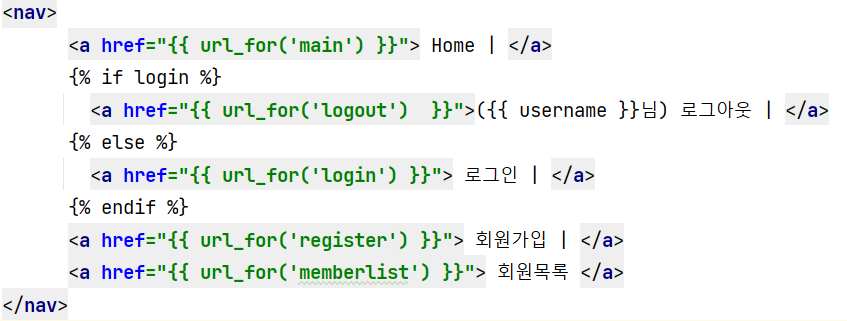 <nav>
<a href="{{ url_for('main') }}"> Home | </a>
{% if login %}
<a href="{{ url_for('logout')  }}">({{ username }}님) 로그아웃 | </a>
{% else %}
<a href="{{ url_for('login') }}"> 로그인 | </a>
{% endif %}
<a href="{{ url_for('register') }}"> 회원가입 | </a>
<a href="{{ url_for('memberlist') }}"> 회원목록 </a>
</nav>